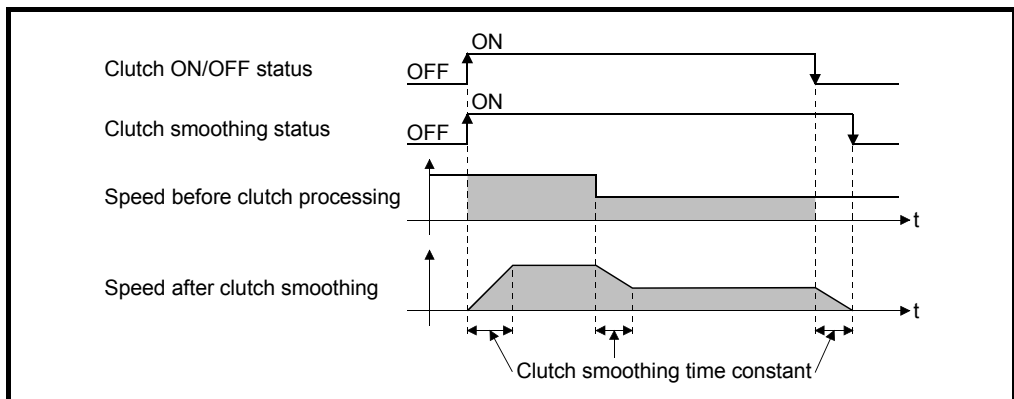 ON
Clutch ON/OFF status
OFF
ON
Clutch smoothing status
OFF
Speed before clutch processing
t
Speed after clutch smoothing
t
Clutch smoothing time constant